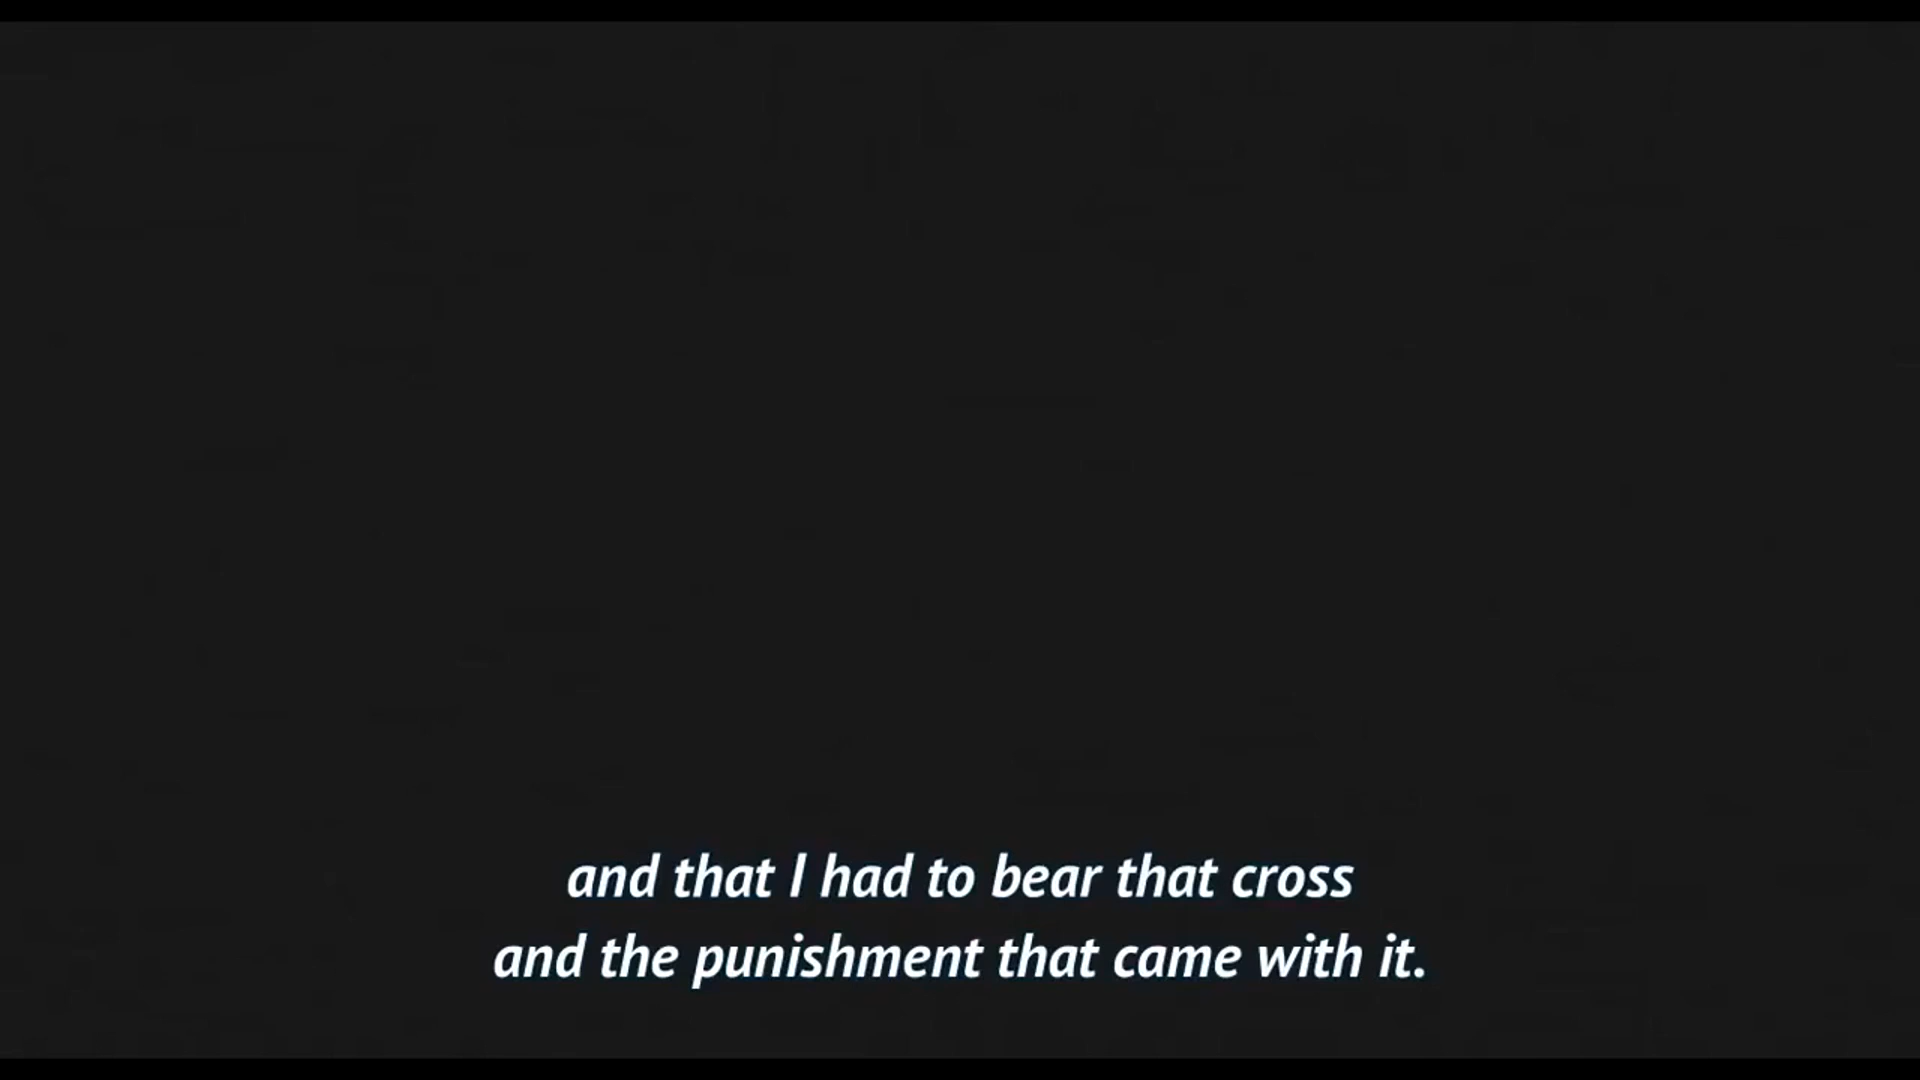 and that I had to bear that cross
and the punishment that came with it.